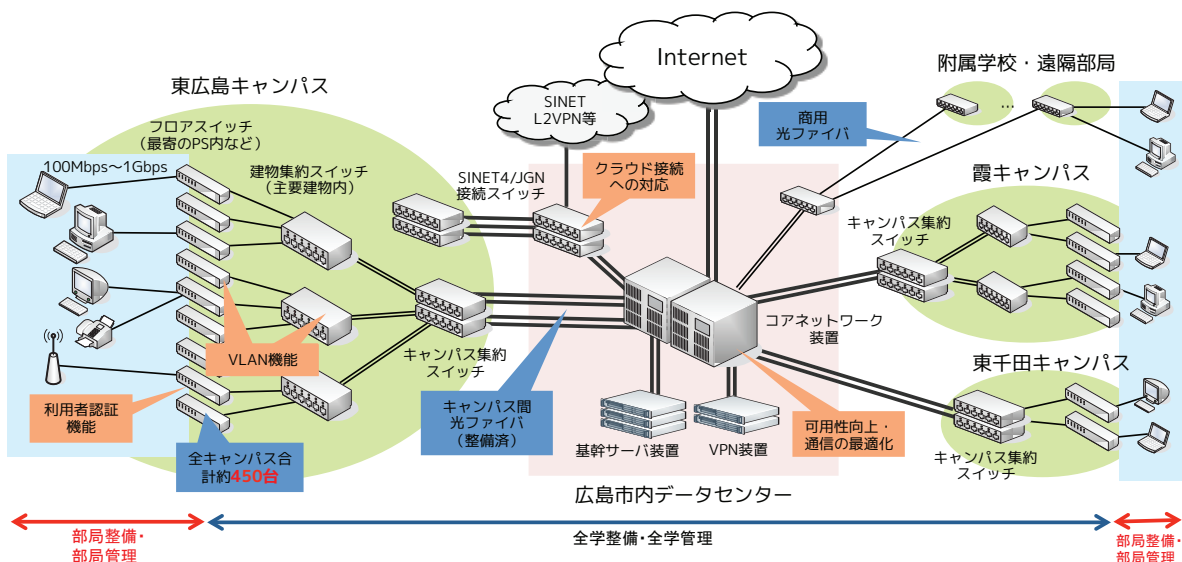 Internet
SINET
L2VPN等
附属学校・遠隔部局
…
商用
光ファイバ
東広島キャンパス
フロアスイッチ
(最寄のPS内など)
100Mbps〜1Gbps
建物集約スイッチ
(主要建物内)
SINET4/JGN
接続スイッチ
クラウド接続
への対応
霞キャンパス
キャンパス集約
スイッチ
コアネットワーク
装置
VLAN機能
キャンパス集約
スイッチ
利用者認証
機能
全キャンパス合
計約450台
キャンパス間
光ファイバ
(整備済)
基幹サーバ装置
VPN装置
可用性向上・
通信の最適化
東千田キャンパス
キャンパス集約
スイッチ
広島市内データセンター
部局整備・
部局管理
全学整備・全学管理
部局整備・
部局管理